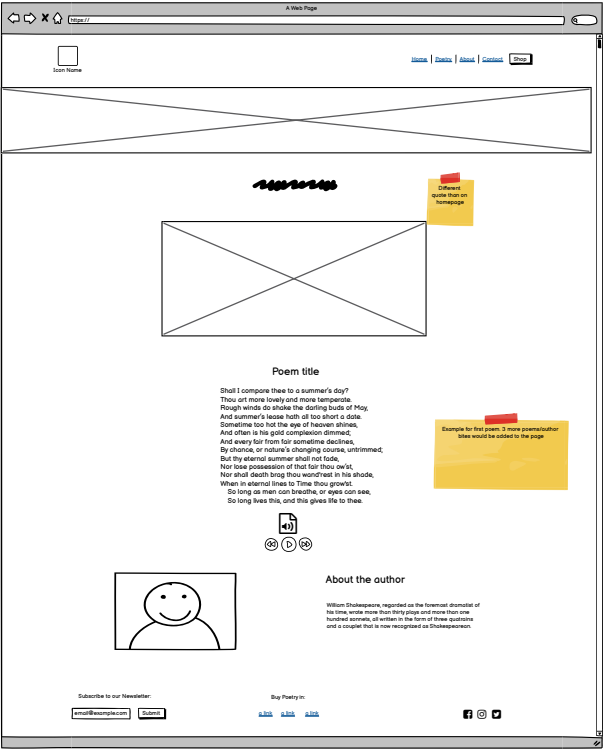 A Web Page
https://
Icon Name
Home | Poetry | About | Contact Shop
Different
quote than on
homepage
Poem title
Shall I compare thee to a summer's day?
Thou art more lovely and more temperate.
Rough winds do shake the darling buds of May,
And summer's lease hath all too short a date.
Sometime too hot the eye of heaven shines,
And often is his gold complexion dimmed;
And every fair from fair sometime declines,
By chance, or nature's changing course, untrimmed;
But thy eternal summer shall not fade,
Nor lose possession of that fair thou ow'st,
Nor shall death brag thou wand'rest in his shade,
When in eternal lines to Time thou grow'st.
So long as men can breathe, or eyes can see,
So long lives this, and this gives life to thee.
Example for first poem. 3 more poems/author
bites would be added to the page
About the author
William Shakespeare, regarded as the foremost dramatist of
his time, wrote more than thirty plays and more than one
hundred sonnets, all written in the form of three quatrains
and a couplet that is now recognized as Shakespearean.
Subscribe to our Newsletter:
email@example.com Submit
Buy Poetry in:
a link a link a link